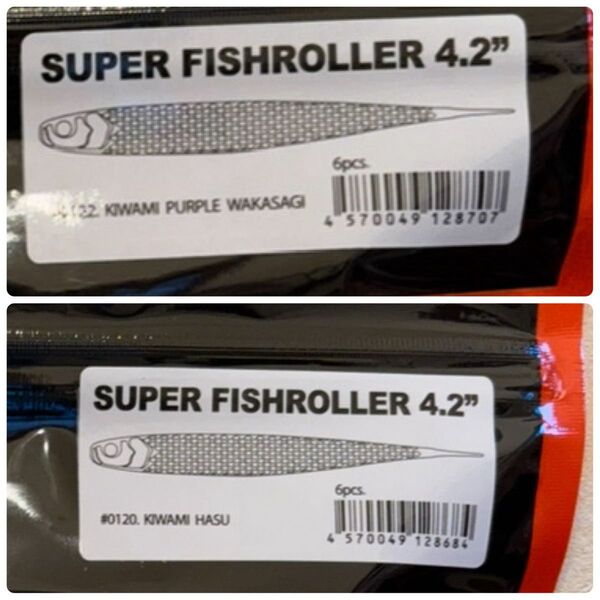 SUPER FISHROLLER 4.2”
6pcs.
KIWAMI PURPLE WAKASAGI
4 570049 128707
SUPER FISHROLLER 4.2”
6pcs.
#0120. KIWAMI HASU
4 570049 128684